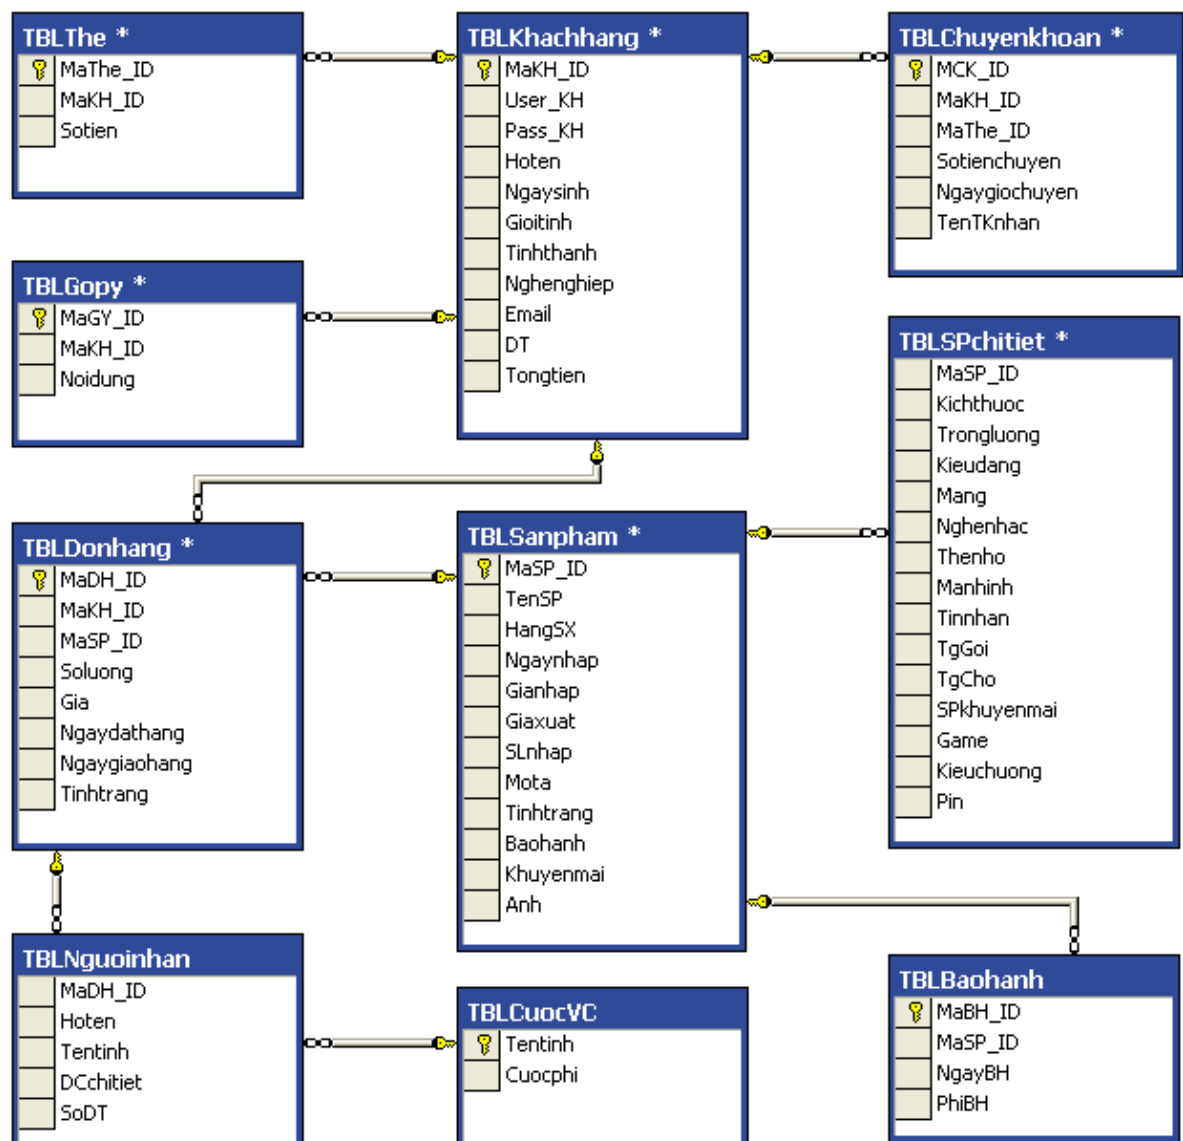 TBLThe *
MaThe_ID
MaKH_ID
Sotien
TBLKhachhang *
MaKH_ID
User_KH
Pass_KH
Hoten
Ngaysinh
Gioitinh
Tinhthanh
Nghenghiep
Email
DT
Tongtien
TBLChuyenkhoan *
MCK_ID
MaKH_ID
MaThe_ID
Sotienchuyen
Ngaygiochuyen
TenTKnhan
TBLGopy *
MaGY_ID
MaKH_ID
Noidung
TBLSPchitiet *
MaSP_ID
Kichthuoc
Trongluong
Kieudang
Mang
Nghenhac
Thenho
Manhinh
Tinnhan
TgGoi
TgCho
SPkhuyenmai
Game
Kieuchuong
Pin
TBLDonhang *
MaDH_ID
MaKH_ID
MaSP_ID
Soluong
Gia
Ngaydathang
Ngaygiaohang
Tinhtrang
TBLSanpham *
MaSP_ID
TenSP
HangSX
Ngaynhap
Gianhap
Giaxuat
SLnhap
Mota
Tinhtrang
Baohanh
Khuyenmai
Anh
TBLNguoinhan
MaDH_ID
Hoten
Tentinh
DCchitiet
SoDT
TBLCuocVC
Tentinh
Cuocphi
TBLBaohanh
MaBH_ID
MaSP_ID
NgayBH
PhiBH